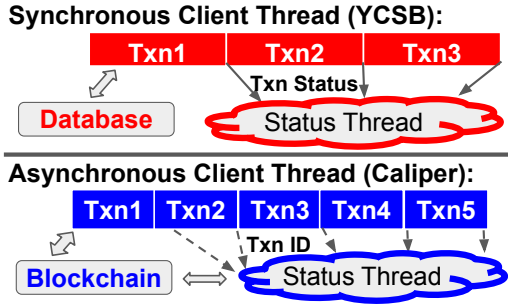 Synchronous Client Thread (YCSB):
Txn1 Txn2 Txn3
Txn Status
Database
Status Thread
Asynchronous Client Thread (Caliper):
Txn1 Txn2 Txn3 Txn4 Txn5
Txn ID
Blockchain
Status Thread